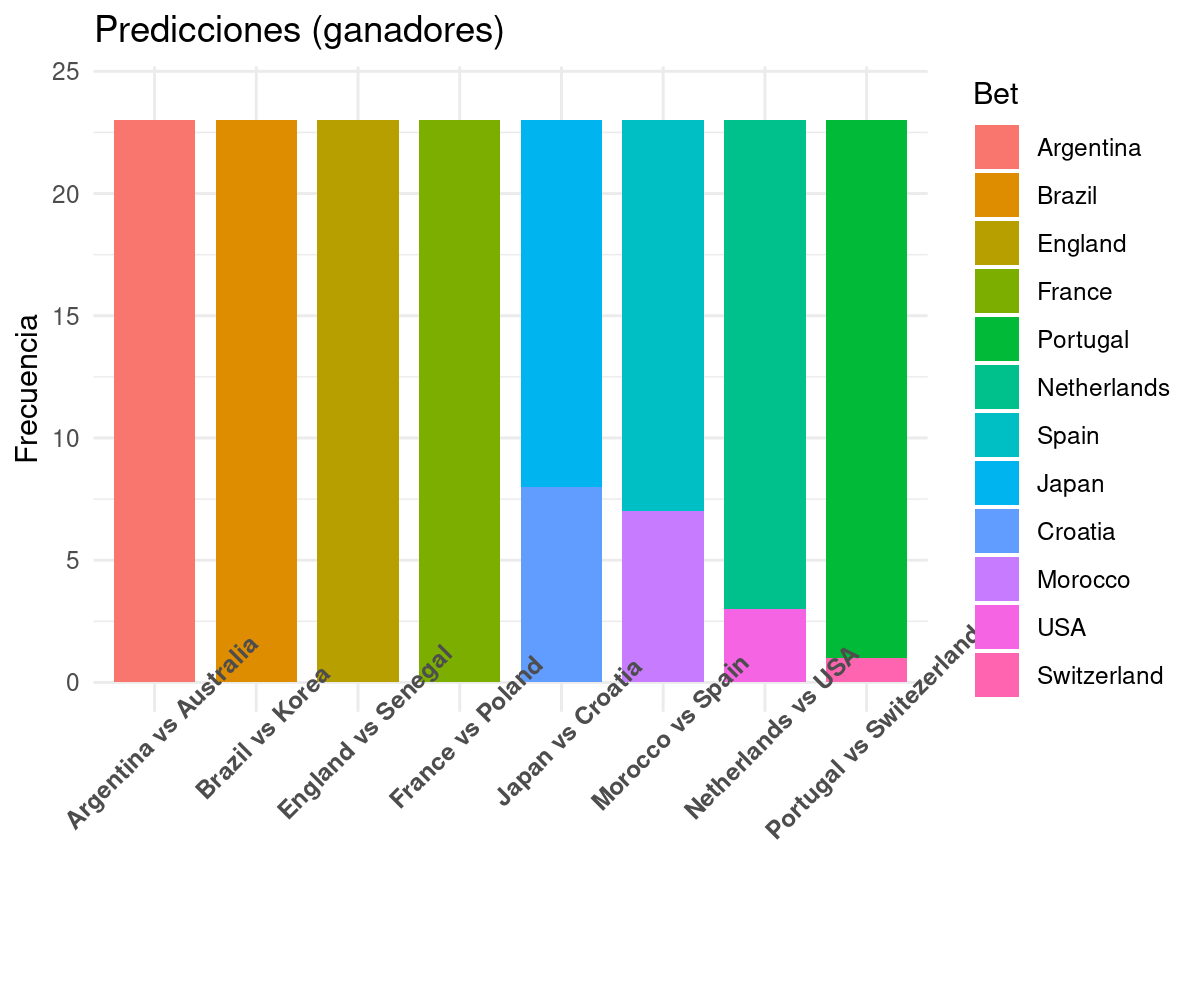 Predicciones (ganadores)
Frecuencia
25
20
15
10
5
0
Argentina vs Australia
Brazil vs Korea
England vs Senegal
France vs Poland
Japan vs Croatia
Morocco vs Spain
Netherlands vs USA
Portugal vs Switezerland
Bet
Argentina
Brazil
England
France
Portugal
Netherlands
Spain
Japan
Croatia
Morocco
USA
Switzerland